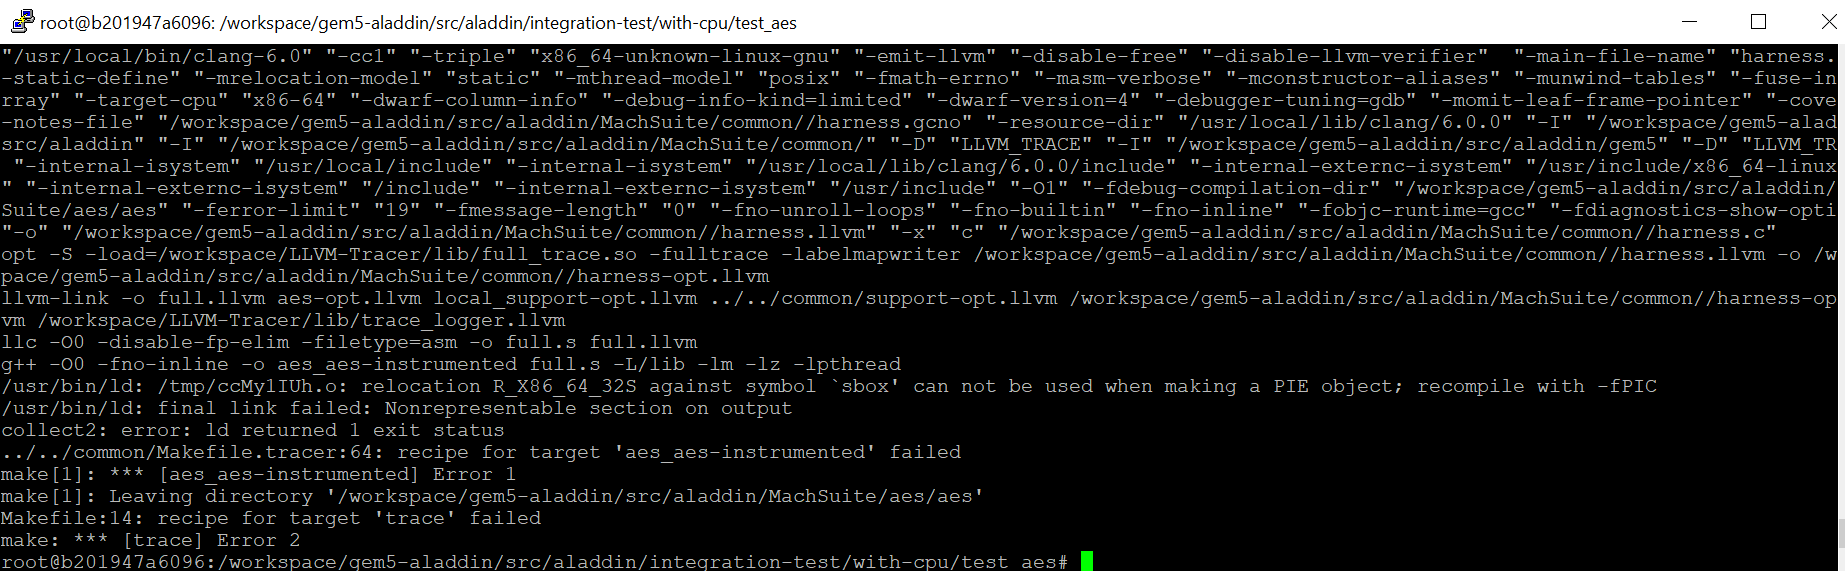 root@b201947a6096: /workspace/gem5-aladdin/src/aladdin/integration-test/with-cpu/test_aes
"/usr/local/bin/clang-6.0" "-cc1" "-triple" "x86_64-unknown-linux-gnu" "-emit-llvm" "-disable-free" "-disable-llvm-verifier"  "-main-file-name" "harness.
-static-define" "-mrelocation-model" "static" "-mthread-model" "posix" "-fmath-errno" "-masm-verbose" "-mconstructor-aliases" "-munwind-tables" "-fuse-in
rray" "-target-cpu" "x86-64" "-dwarf-column-info" "-debug-info-kind=limited" "-dwarf-version=4" "-debugger-tuning=gdb" "-momit-leaf-frame-pointer" "-cove
-notes-file" "/workspace/gem5-aladdin/src/aladdin/MachSuite/common//harness.gcno" "-resource-dir" "/usr/local/lib/clang/6.0.0" "-I" "/workspace/gem5-alad
src/aladdin" "-I" "/workspace/gem5-aladdin/src/aladdin/MachSuite/common/" "-D" "LLVM_TRACE" "-I" "/workspace/gem5-aladdin/src/aladdin/gem5" "-D" "LLVM_TR
 "-internal-isystem" "/usr/local/include" "-internal-isystem" "/usr/local/lib/clang/6.0.0/include" "-internal-externc-isystem" "/usr/include/x86_64-linux
" "-internal-externc-isystem" "/include" "-internal-externc-isystem" "/usr/include" "-O1" "-fdebug-compilation-dir" "/workspace/gem5-aladdin/src/aladdin/
Suite/aes/aes" "-ferror-limit" "19" "-fmessage-length" "0" "-fno-unroll-loops" "-fno-builtin" "-fno-inline" "-fobjc-runtime=gcc" "-fdiagnostics-show-opti
"-o" "/workspace/gem5-aladdin/src/aladdin/MachSuite/common//harness.llvm" "-x" "c" "/workspace/gem5-aladdin/src/aladdin/MachSuite/common//harness.c"
opt -S -load=/workspace/LLVM-Tracer/lib/full_trace.so -fulltrace -labelmapwriter /workspace/gem5-aladdin/src/aladdin/MachSuite/common//harness.llvm -o /w
pace/gem5-aladdin/src/aladdin/MachSuite/common//harness-opt.llvm
llvm-link -o full.llvm aes-opt.llvm local_support-opt.llvm ../../common/support-opt.llvm /workspace/gem5-aladdin/src/aladdin/MachSuite/common//harness-op
vm /workspace/LLVM-Tracer/lib/trace_logger.llvm
llc -O0 -disable-fp-elim -filetype=asm -o full.s full.llvm
g++ -O0 -fno-inline -o aes_aes-instrumented full.s -L/lib -lm -lz -lpthread
/usr/bin/ld: /tmp/ccMy1IUh.o: relocation R_X86_64_32S against symbol `sbox' can not be used when making a PIE object; recompile with -fPIC
/usr/bin/ld: final link failed: Nonrepresentable section on output
collect2: error: ld returned 1 exit status
../../common/Makefile.tracer:64: recipe for target 'aes_aes-instrumented' failed
make[1]: *** [aes_aes-instrumented] Error 1
make[1]: Leaving directory '/workspace/gem5-aladdin/src/aladdin/MachSuite/aes/aes'
Makefile:14: recipe for target 'trace' failed
make: *** [trace] Error 2
root@b201947a6096:/workspace/gem5-aladdin/src/aladdin/integration-test/with-cpu/test_aes#